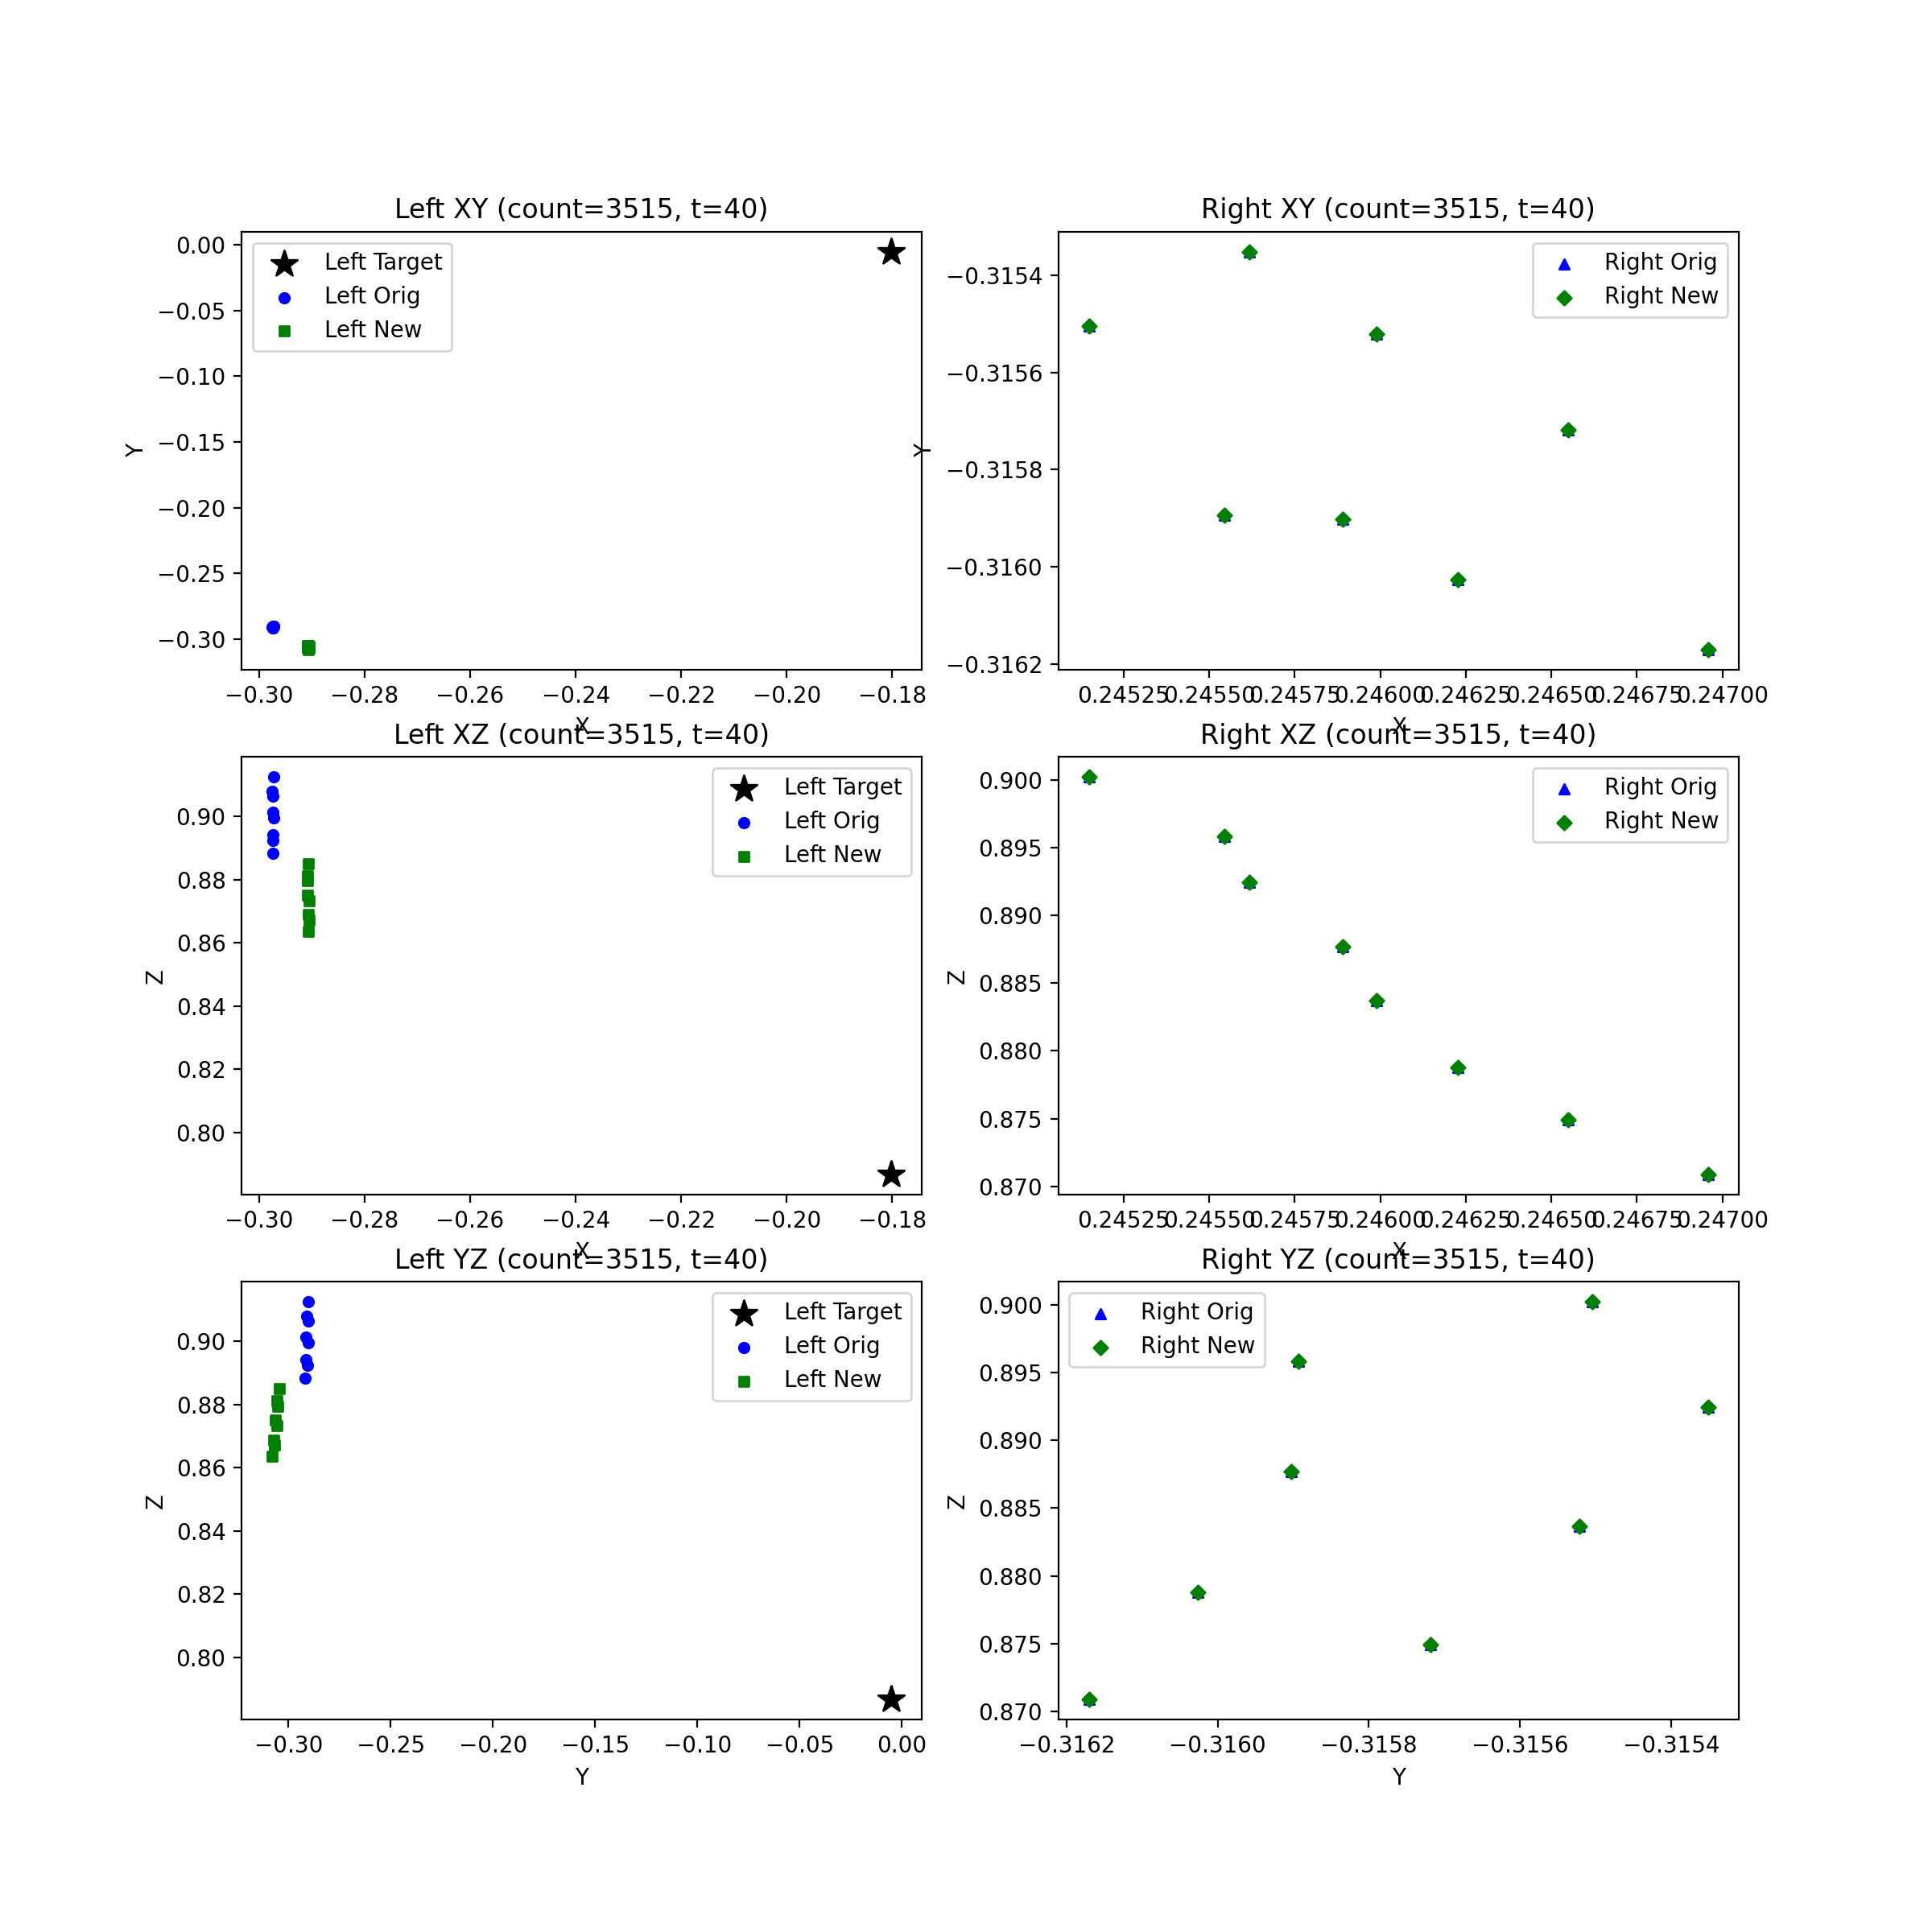 Left XY (count=3515, t=40)
Right XY (count=3515, t=40)
0.00
−0.05
−0.10
−0.15
−0.20
−0.25
−0.30
Y
Left Target
Left Orig
Left New
−0.30
−0.28
−0.26
−0.24
−0.22
−0.20
−0.18
X
−0.3154
−0.3156
−0.3158
−0.3160
−0.3162
Y
Right Orig
Right New
0.24525
0.24550
0.24575
0.24600
0.24625
0.24650
0.24675
0.24700
X
Left XZ (count=3515, t=40)
Right XZ (count=3515, t=40)
0.90
0.88
0.86
0.84
0.82
0.80
Z
Left Target
Left Orig
Left New
−0.30
−0.28
−0.26
−0.24
−0.22
−0.20
−0.18
X
0.900
0.895
0.890
0.885
0.880
0.875
0.870
Z
Right Orig
Right New
0.24525
0.24550
0.24575
0.24600
0.24625
0.24650
0.24675
0.24700
X
Left YZ (count=3515, t=40)
Right YZ (count=3515, t=40)
0.90
0.88
0.86
0.84
0.82
0.80
Z
Left Target
Left Orig
Left New
−0.30
−0.25
−0.20
−0.15
−0.10
−0.05
0.00
Y
0.900
0.895
0.890
0.885
0.880
0.875
0.870
Z
Right Orig
Right New
−0.3162
−0.3160
−0.3158
−0.3156
−0.3154
Y